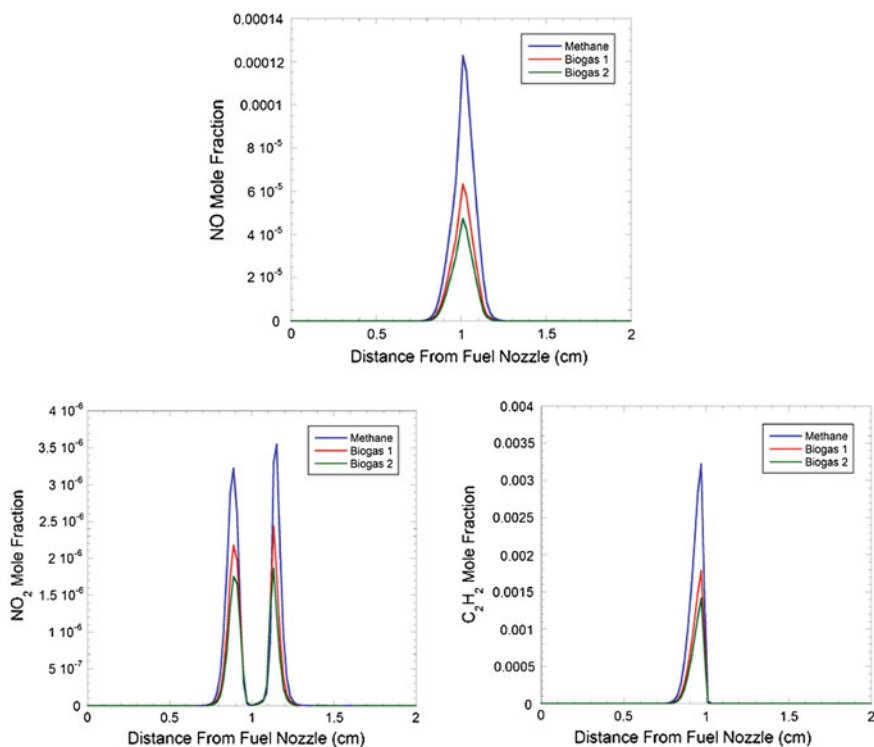 0.00014
0.00012
0.0001
8 10⁻⁵
6 10⁻⁵
4 10⁻⁵
2 10⁻⁵
0
NO Mole Fraction
Methane
Biogas 1
Biogas 2
0 0.5 1 1.5 2
Distance From Fuel Nozzle (cm)
4 10⁻⁶
3.5 10⁻⁶
3 10⁻⁶
2.5 10⁻⁶
2 10⁻⁶
1.5 10⁻⁶
1 10⁻⁶
5 10⁻⁷
0
NO₂ Mole Fraction
Methane
Biogas 1
Biogas 2
0 0.5 1 1.5 2
Distance From Fuel Nozzle (cm)
0.004
0.0035
0.003
0.0025
0.002
0.0015
0.001
0.0005
0
C₂H₂ Mole Fraction
Methane
Biogas 1
Biogas 2
0 0.5 1 1.5 2
Distance From Fuel Nozzle (cm)